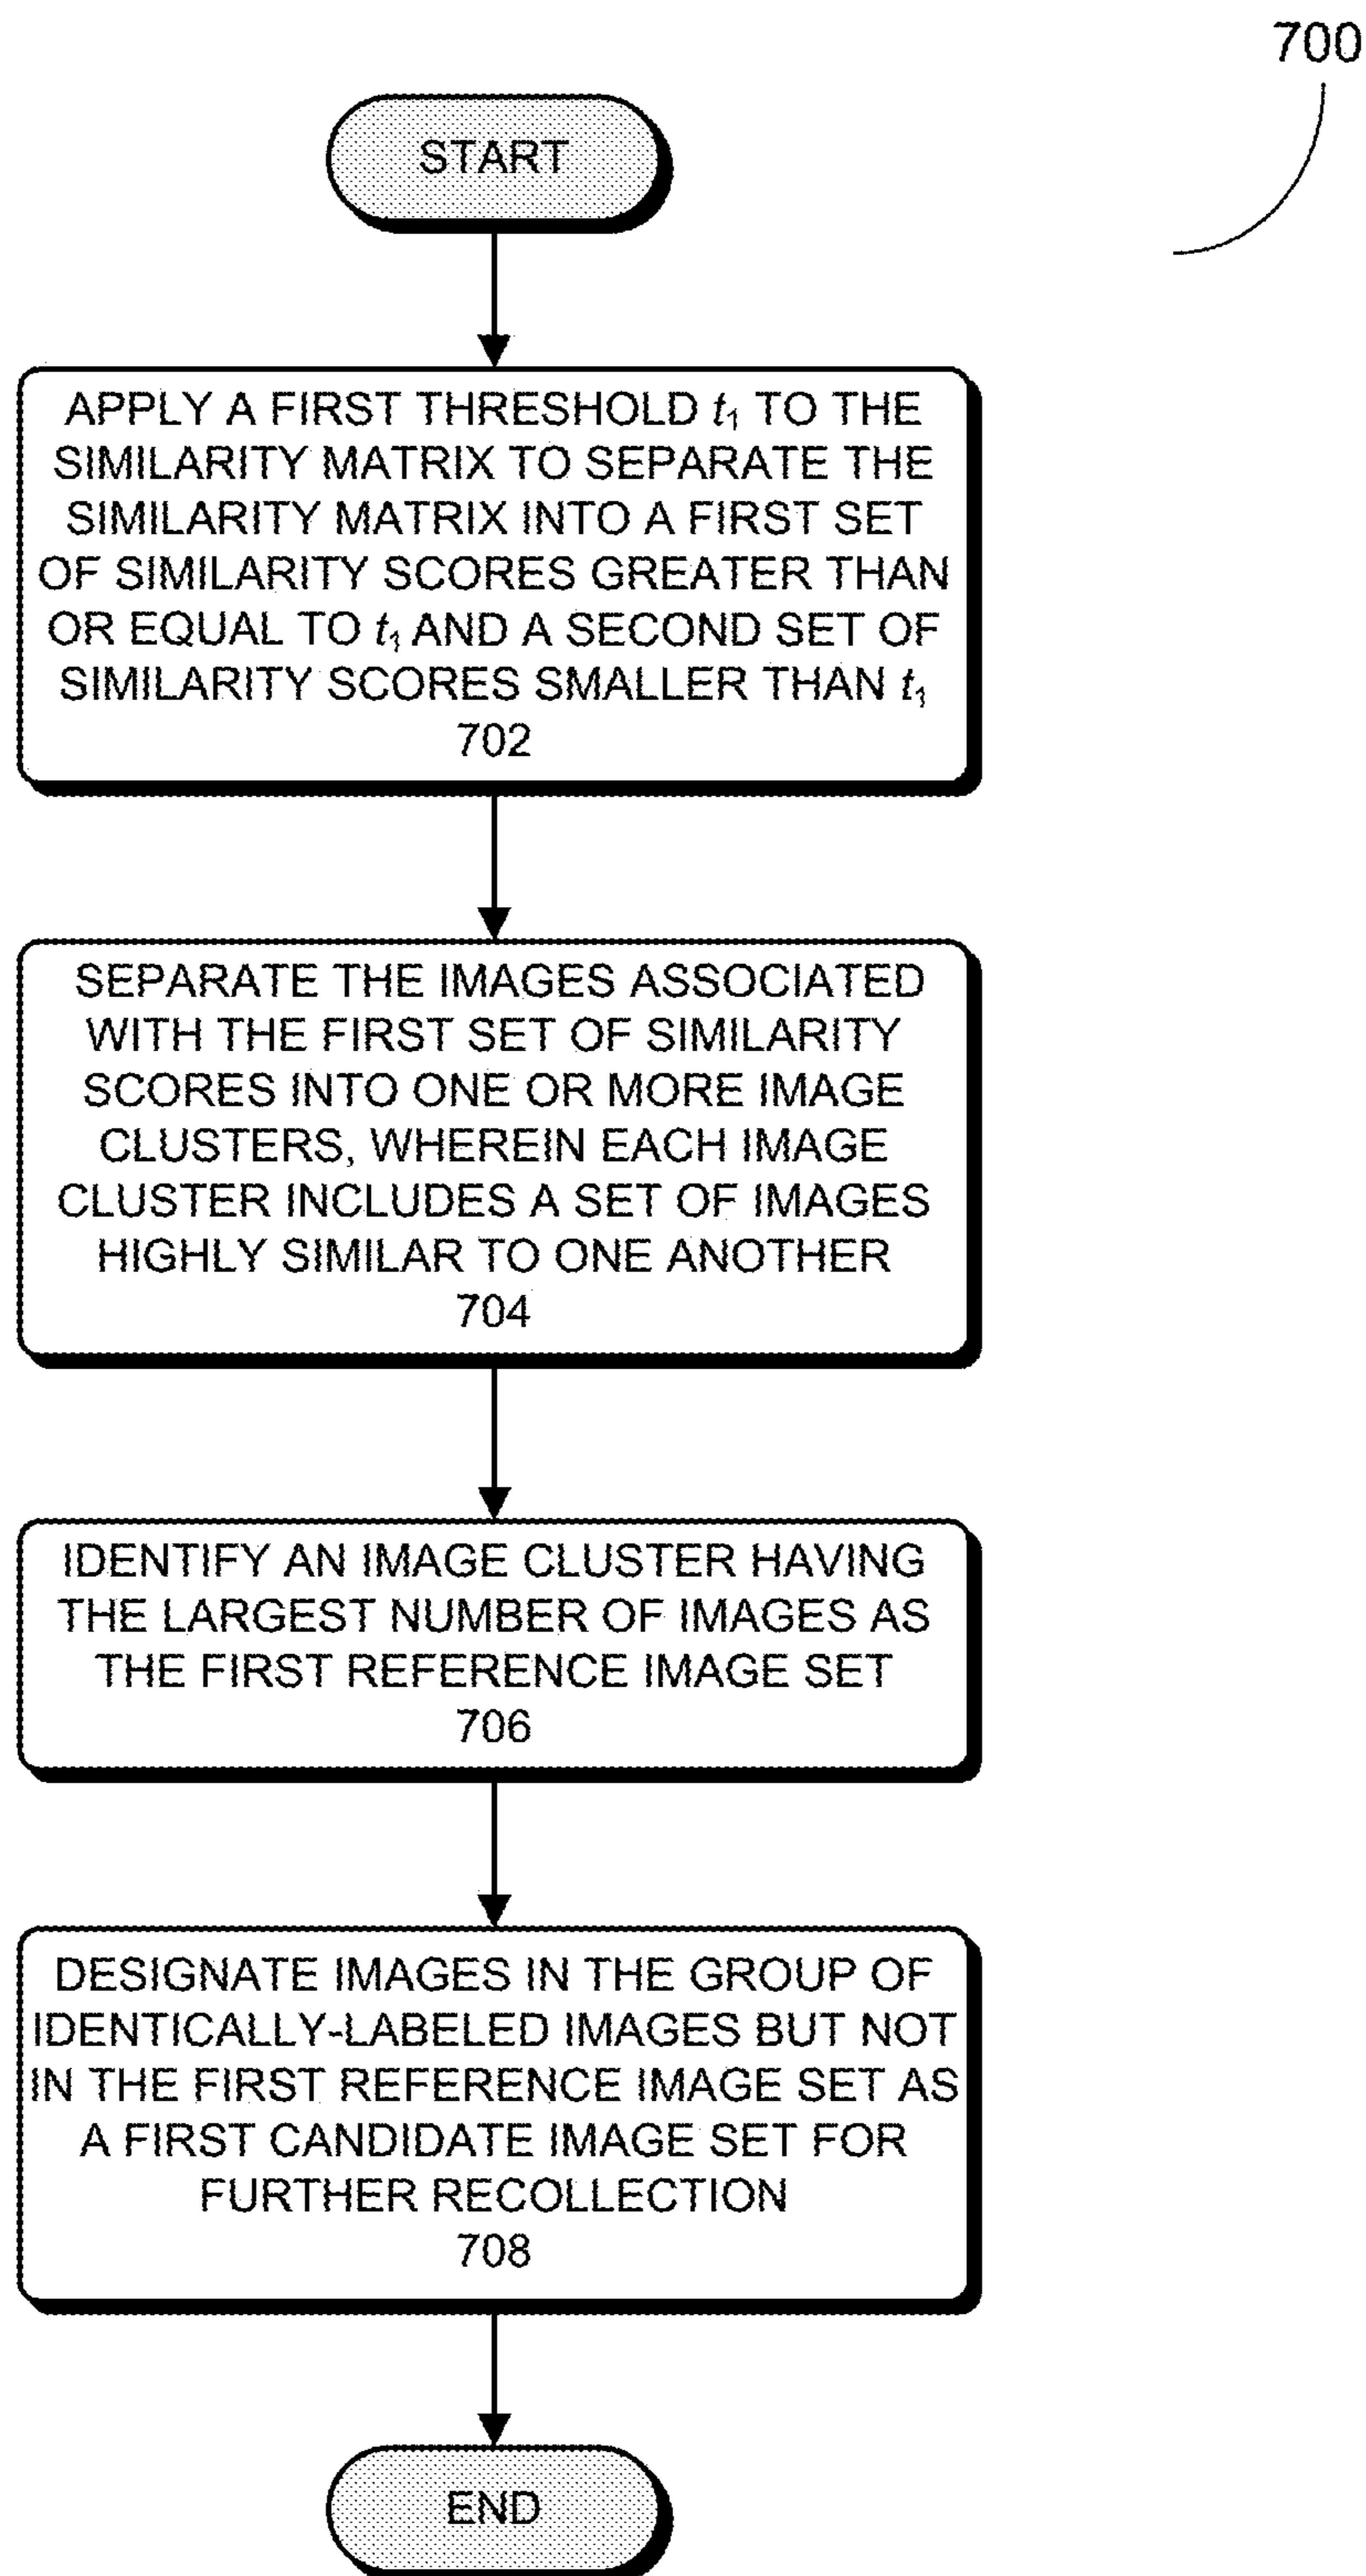 700
START
APPLY A FIRST THRESHOLD t₁ TO THE
SIMILARITY MATRIX TO SEPARATE THE
SIMILARITY MATRIX INTO A FIRST SET
OF SIMILARITY SCORES GREATER THAN
OR EQUAL TO t₁ AND A SECOND SET OF
SIMILARITY SCORES SMALLER THAN t₁
702
SEPARATE THE IMAGES ASSOCIATED
WITH THE FIRST SET OF SIMILARITY
SCORES INTO ONE OR MORE IMAGE
CLUSTERS, WHEREIN EACH IMAGE
CLUSTER INCLUDES A SET OF IMAGES
HIGHLY SIMILAR TO ONE ANOTHER
704
IDENTIFY AN IMAGE CLUSTER HAVING
THE LARGEST NUMBER OF IMAGES AS
THE FIRST REFERENCE IMAGE SET
706
DESIGNATE IMAGES IN THE GROUP OF
IDENTICALLY-LABELED IMAGES BUT NOT
IN THE FIRST REFERENCE IMAGE SET AS
A FIRST CANDIDATE IMAGE SET FOR
FURTHER RECOLLECTION
708
END